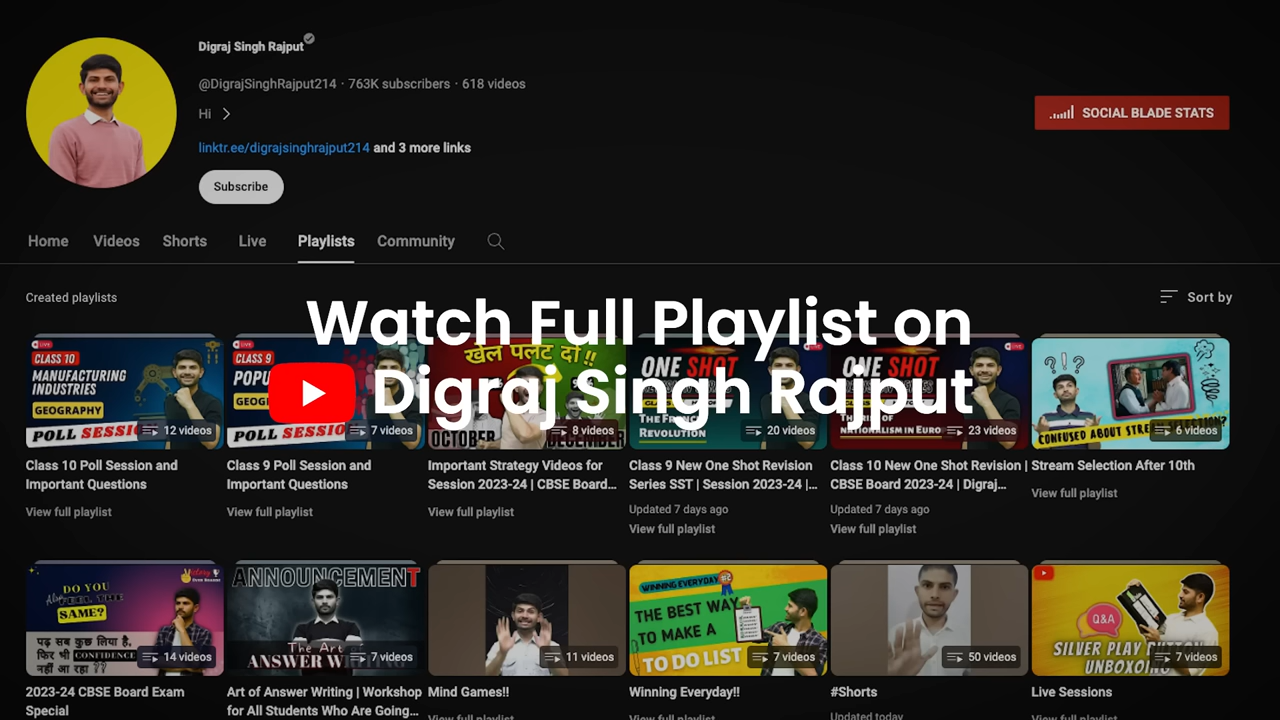 Digraj Singh Rajput
@DigrajSinghRajput214 · 763K subscribers · 618 videos
Hi
linktr.ee/digrajsinghrajput214 and 3 more links
Subscribe
SOCIAL BLADE STATS
Home Videos Shorts Live Playlists Community
Created playlists
Sort by
Watch Full Playlist on
Digraj Singh Rajput
CLASS 10
MANUFACTURING
INDUSTRIES
GEOGRAPHY
POLL
12 videos
Class 10 Poll Session and
Important Questions
View full playlist
CLASS 9
POLL
7 videos
Class 9 Poll Session and
Important Questions
View full playlist
खेल पलट दो !!
OCTOBER
8 videos
Important Strategy Videos for
Session 2023-24 | CBSE Board...
View full playlist
ONE SHOT
REVOLUTION
20 videos
Class 9 New One Shot Revision
Series SST | Session 2023-24 |...
Updated 7 days ago
View full playlist
ONE SHOT
NATIONALISM IN EURO
23 videos
Class 10 New One Shot Revision |
CBSE Board 2023-24 | Digraj...
Updated 7 days ago
View full playlist
CONFUSED ABOUT
6 videos
Stream Selection After 10th
View full playlist
DO YOU
Also FEEL THE
SAME?
पढ़ सब कुछ लिया है,
फिर भी CONFIDENCE
नहीं आ रहा ??
14 videos
2023-24 CBSE Board Exam
Special
ANNOUNCEMENT
The Art
ANSWER
7 videos
Art of Answer Writing | Workshop
for All Students Who Are Going...
11 videos
Mind Games!!
View full playlist
WINNING EVERYDAY
THE BEST WAY
TO MAKE A
TO DO LIST
7 videos
Winning Everyday!!
View full playlist
50 videos
#Shorts
Updated today
Q&A
SILVER PLAY BUTTON
UNBOXING
7 videos
Live Sessions
View full playlist